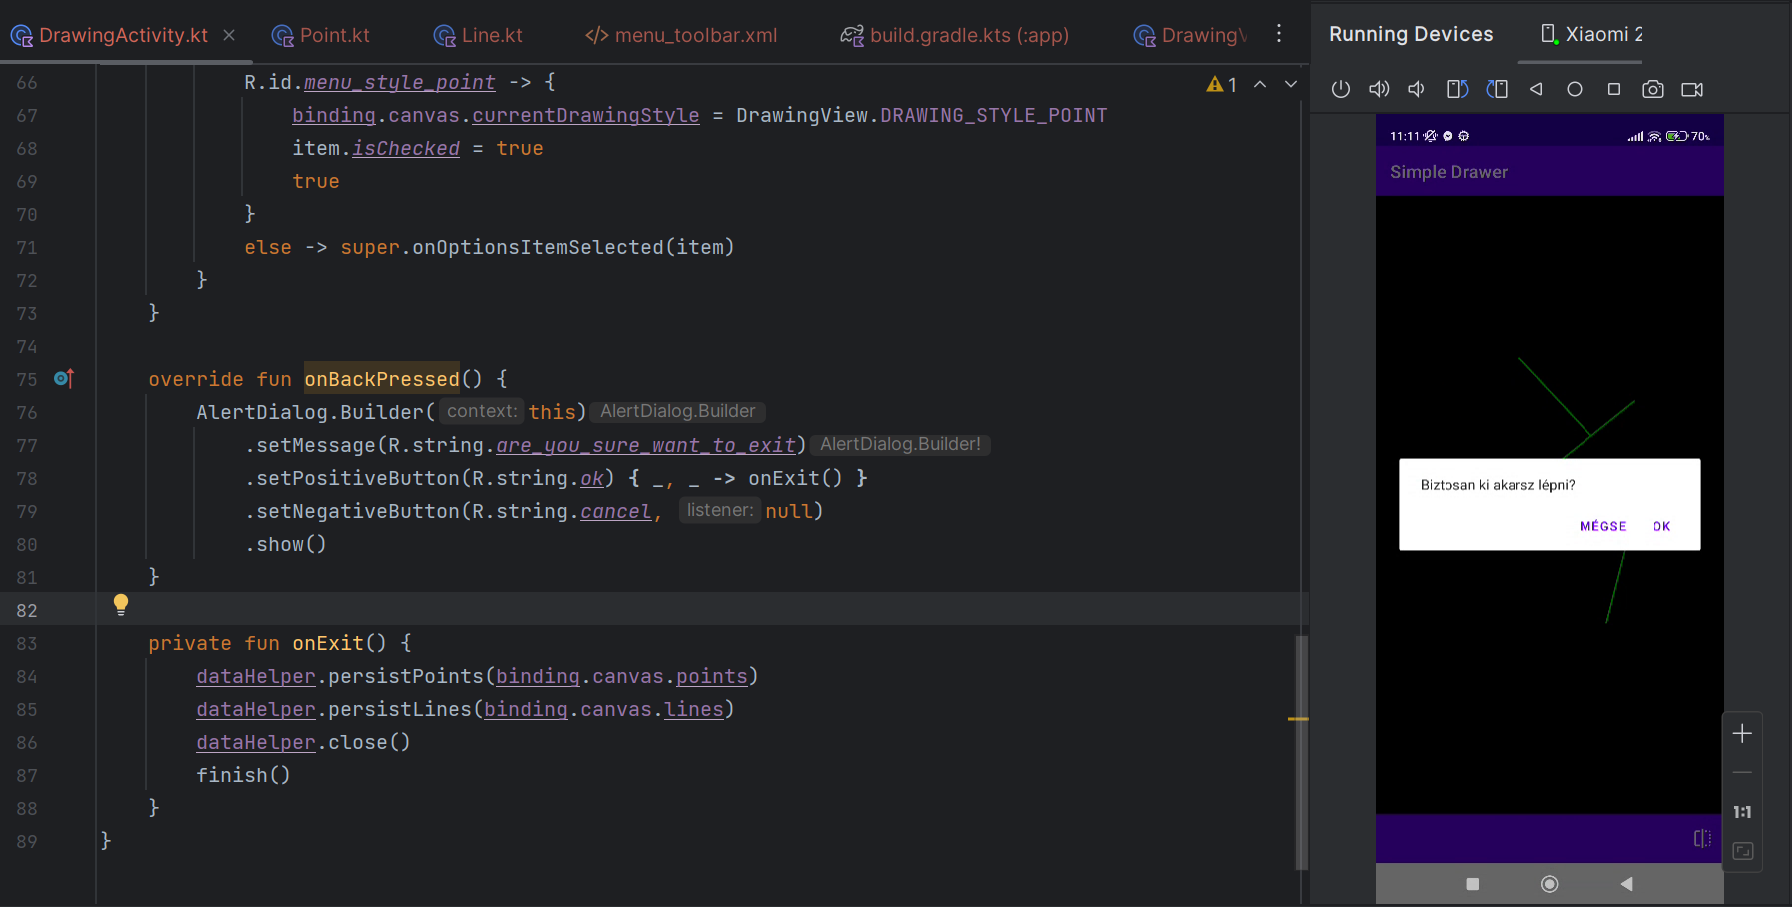 DrawingActivity.kt Point.kt Line.kt menu_toolbar.xml build.gradle.kts (:app) Drawing
66 R.id.menu_style_point -> {
67 binding.canvas.currentDrawingStyle = DrawingView.DRAWING_STYLE_POINT
68 item.isChecked = true
69 true
70 }
71 else -> super.onOptionsItemSelected(item)
72 }
73 }
74
75 override fun onBackPressed() {
76 AlertDialog.Builder( context: this) AlertDialog.Builder
77 .setMessage(R.string.are_you_sure_want_to_exit) AlertDialog.Builder!
78 .setPositiveButton(R.string.ok) { _, _ -> onExit() }
79 .setNegativeButton(R.string.cancel, listener: null)
80 .show()
81 }
82
83 private fun onExit() {
84 dataHelper.persistPoints(binding.canvas.points)
85 dataHelper.persistLines(binding.canvas.lines)
86 dataHelper.close()
87 finish()
88 }
89 }
1
Running Devices Xiaomi 2
11:11 70%
Simple Drawer
Biztosan ki akarsz lépni?
MÉGSE OK
1:1